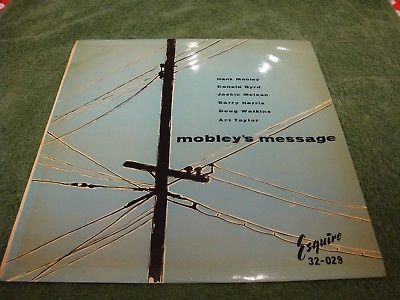 Hank Mobley
Donald Byrd
Jackie McLean
Barry Harris
Doug Watkins
Art Taylor
mobley's message
Esquire
32-029